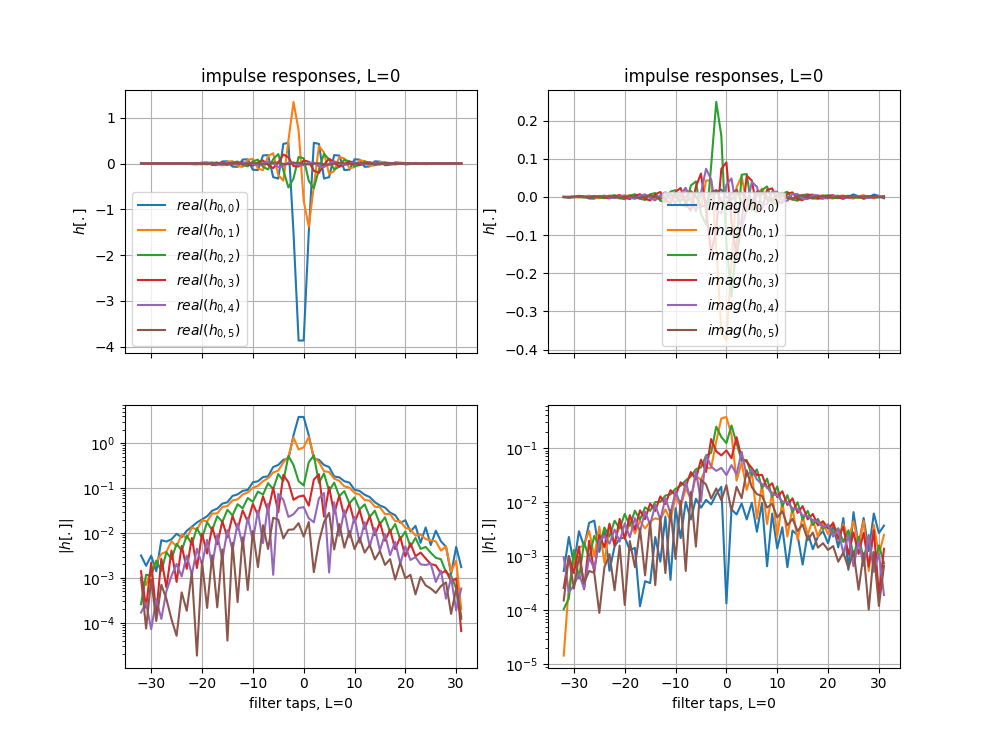 impulse responses, L=0
1
0
−1
−2
−3
−4
h[.]
real(h0,0)
real(h0,1)
real(h0,2)
real(h0,3)
real(h0,4)
real(h0,5)
impulse responses, L=0
0.2
0.1
0.0
−0.1
−0.2
−0.3
−0.4
h[.]
imag(h0,0)
imag(h0,1)
imag(h0,2)
imag(h0,3)
imag(h0,4)
imag(h0,5)
10^0
10^−1
10^−2
10^−3
10^−4
|h[.]|
−30 −20 −10 0 10 20 30
filter taps, L=0
10^−1
10^−2
10^−3
10^−4
10^−5
|h[.]|
−30 −20 −10 0 10 20 30
filter taps, L=0